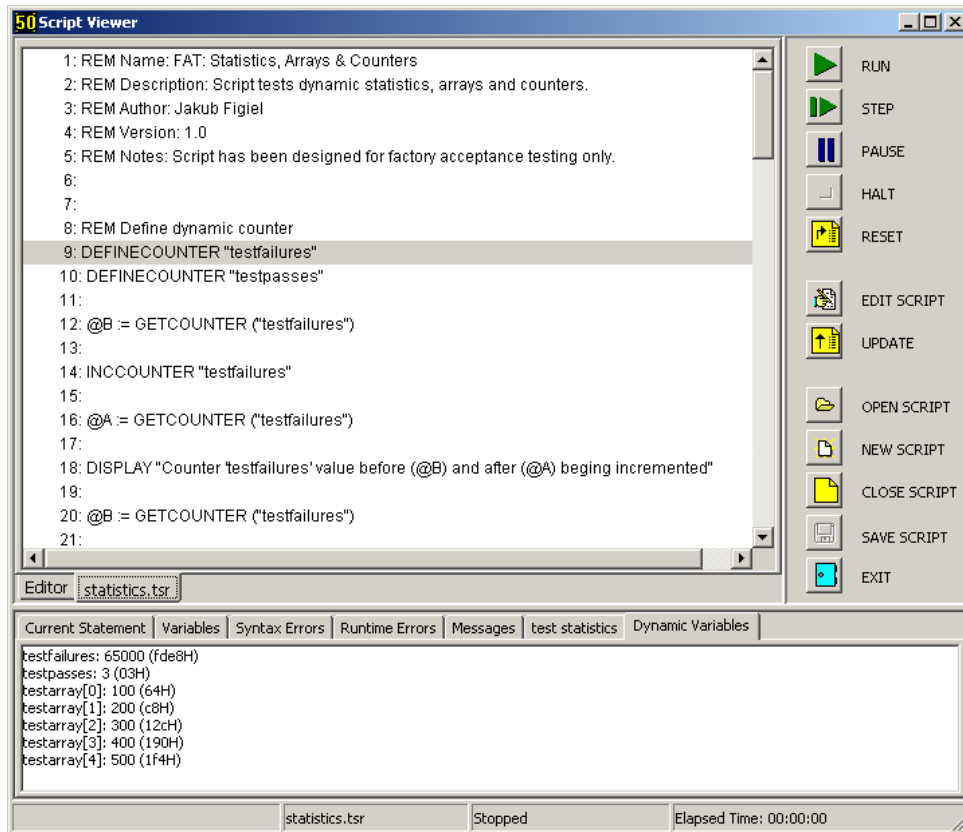 50 Script Viewer
1: REM Name: FAT: Statistics, Arrays & Counters
2: REM Description: Script tests dynamic statistics, arrays and counters.
3: REM Author: Jakub Figiel
4: REM Version: 1.0
5: REM Notes: Script has been designed for factory acceptance testing only.
6:
7:
8: REM Define dynamic counter
9: DEFINECOUNTER "testfailures"
10: DEFINECOUNTER "testpasses"
11:
12: @B := GETCOUNTER ("testfailures")
13:
14: INCCOUNTER "testfailures"
15:
16: @A := GETCOUNTER ("testfailures")
17:
18: DISPLAY "Counter 'testfailures' value before (@B) and after (@A) beging incremented"
19:
20: @B := GETCOUNTER ("testfailures")
21:
Editor statistics.tsr
RUN
STEP
PAUSE
HALT
RESET
EDIT SCRIPT
UPDATE
OPEN SCRIPT
NEW SCRIPT
CLOSE SCRIPT
SAVE SCRIPT
EXIT
Current Statement Variables Syntax Errors Runtime Errors Messages test statistics Dynamic Variables
testfailures: 65000 (fde8H)
testpasses: 3 (03H)
testarray[0]: 100 (64H)
testarray[1]: 200 (c8H)
testarray[2]: 300 (12cH)
testarray[3]: 400 (190H)
testarray[4]: 500 (1f4H)
statistics.tsr Stopped Elapsed Time: 00:00:00